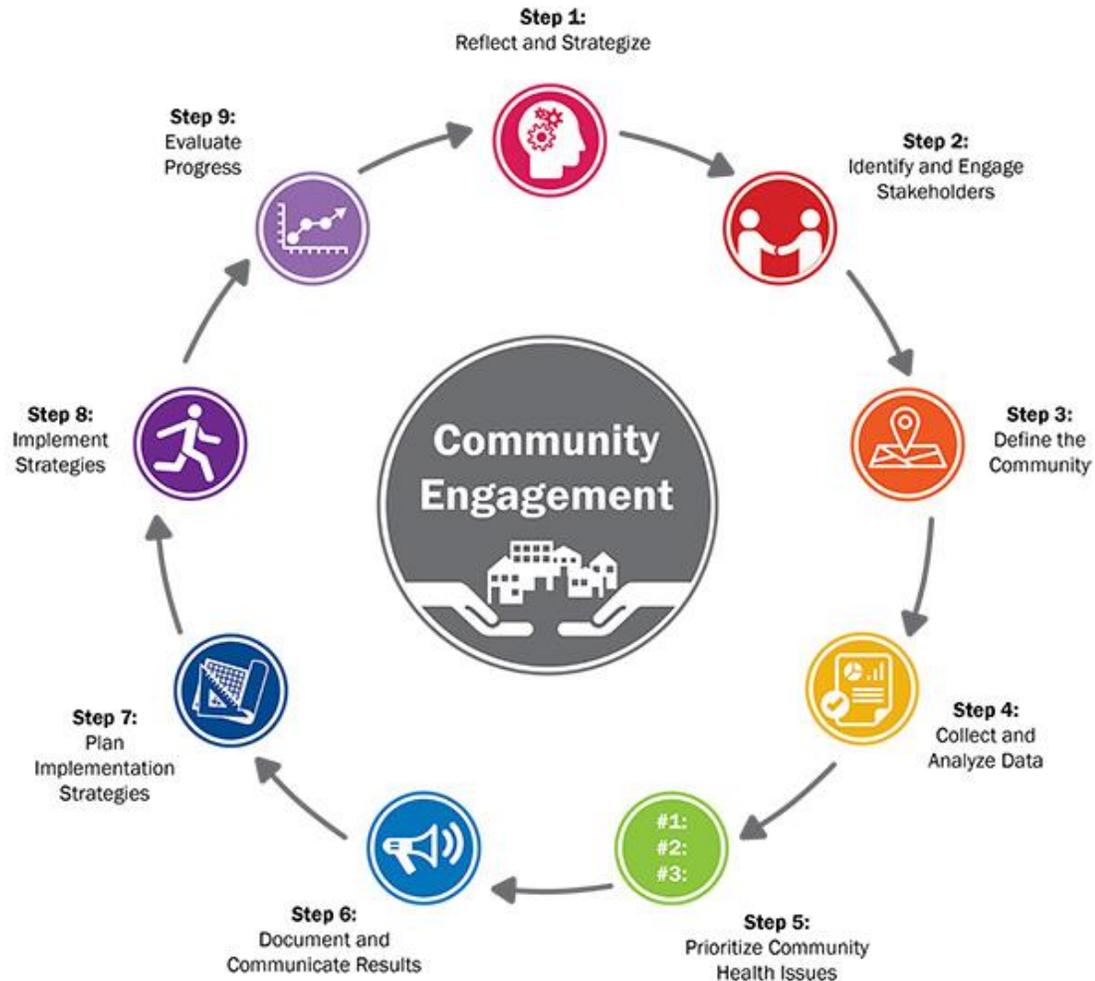 Step 1:
Reflect and Strategize
Step 2:
Identify and Engage
Stakeholders
Step 3:
Define the
Community
Step 4:
Collect and
Analyze Data
#1:
#2:
#3:
Step 5:
Prioritize Community
Health Issues
Step 6:
Document and
Communicate Results
Step 7:
Plan
Implementation
Strategies
Step 8:
Implement
Strategies
Step 9:
Evaluate
Progress
Community
Engagement